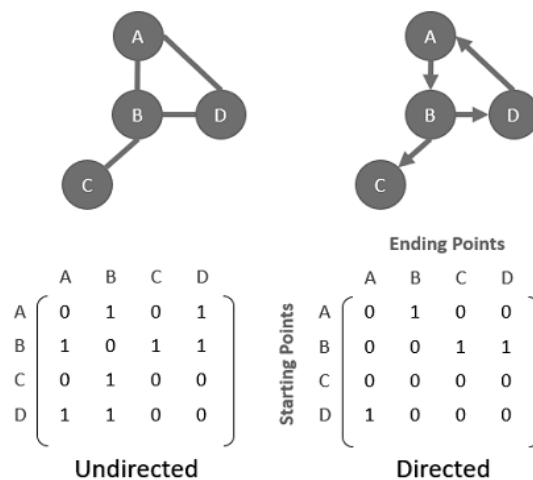 A
B
D
C
A
B
D
C
A B C D
A 0 1 0 1
B 1 0 1 1
C 0 1 0 0
D 1 1 0 0
Undirected
Ending Points
Starting Points
A B C D
A 0 1 0 0
B 0 0 1 1
C 0 0 0 0
D 1 0 0 0
Directed